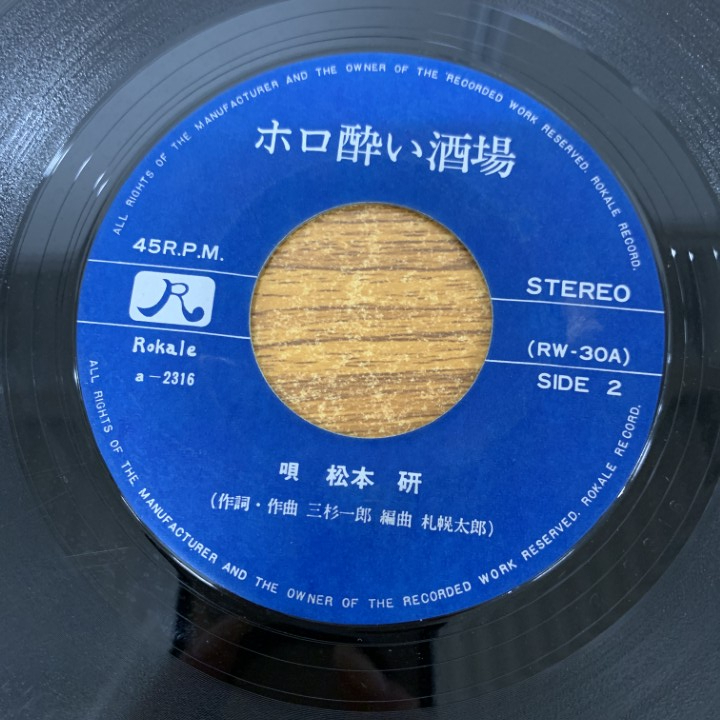 ALL RIGHTS OF THE MANUFACTURER AND THE OWNER OF THE RECORDED WORK RESERVED. ROKALE RECORD.
ホロ酔い酒場
45R.P.M.
STEREO
R
Rokale
(RW-30A)
a-2316
SIDE 2
唄 松本 研
(作詞・作曲 三杉一郎 編曲 札幌太郎)
ALL RIGHTS OF THE MANUFACTURER AND THE OWNER OF THE RECORDED WORK RESERVED. ROKALE RECORD.